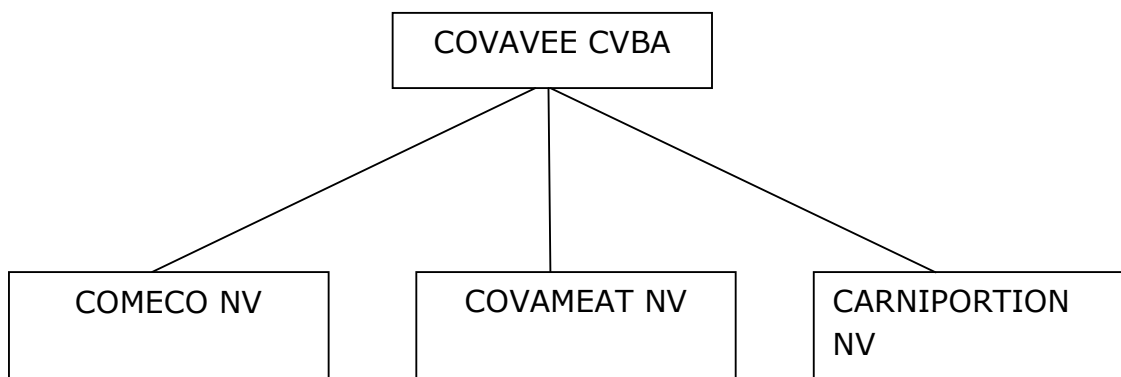 COVAVEE CVBA
COMECO NV
COVAMEAT NV
CARNIPORTION
NV